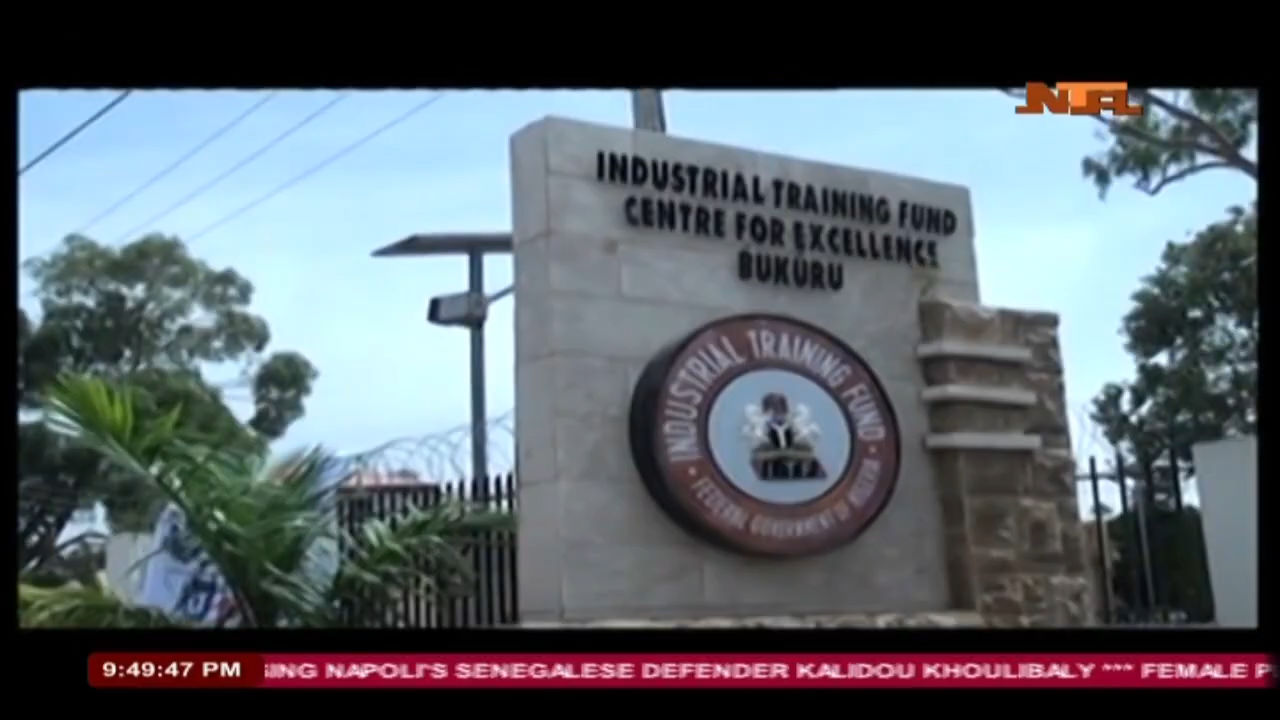 NTA
INDUSTRIAL TRAINING FUND
CENTRE FOR EXCELLENCE
BUKURU
INDUSTRIAL TRAINING FUND
ITF
FEDERAL GOVERNMENT OF NIGERIA
9:49:47 PM
SING NAPOLI'S SENEGALESE DEFENDER KALIDOU KHOULIBALY *** FEMALE P